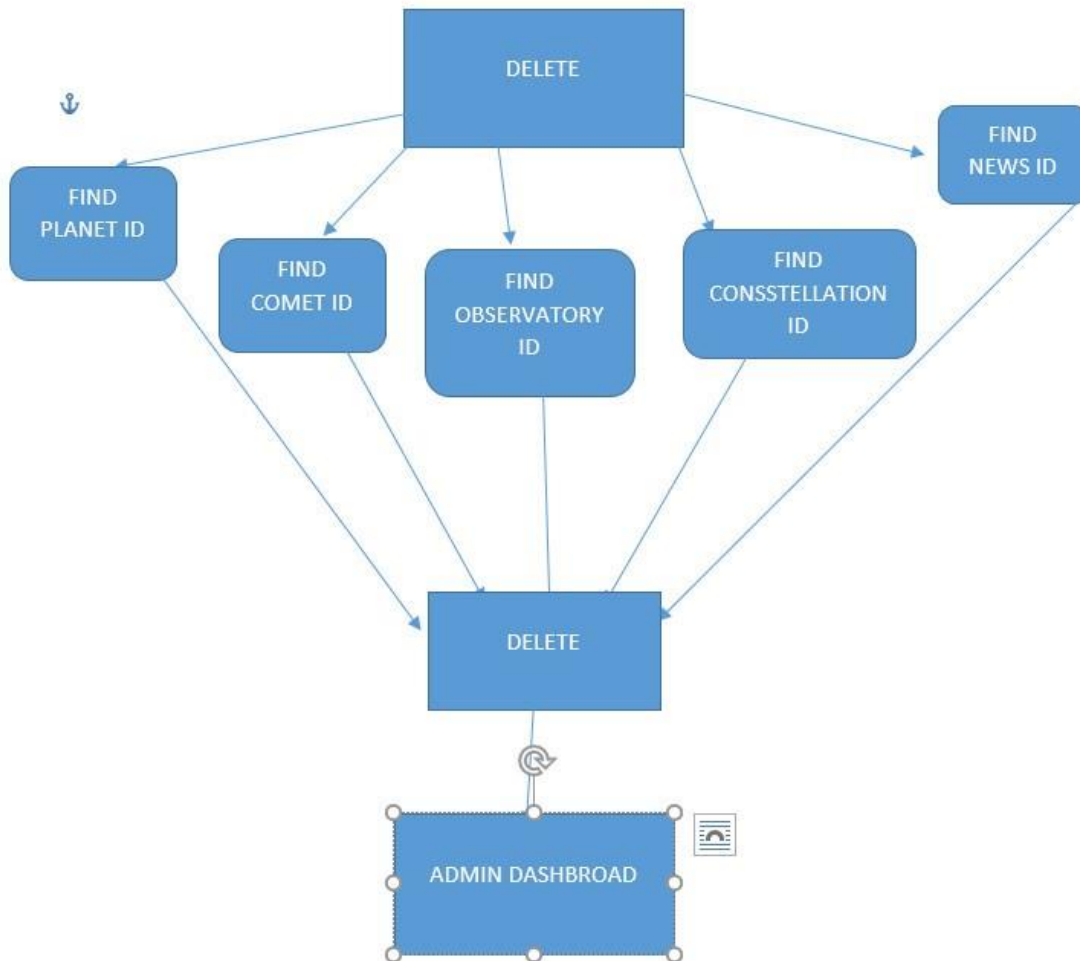 DELETE
FIND
NEWS ID
FIND
PLANET ID
FIND
COMET ID
FIND
OBSERVATORY
ID
FIND
CONSSTELLATION
ID
DELETE
ADMIN DASHBROAD